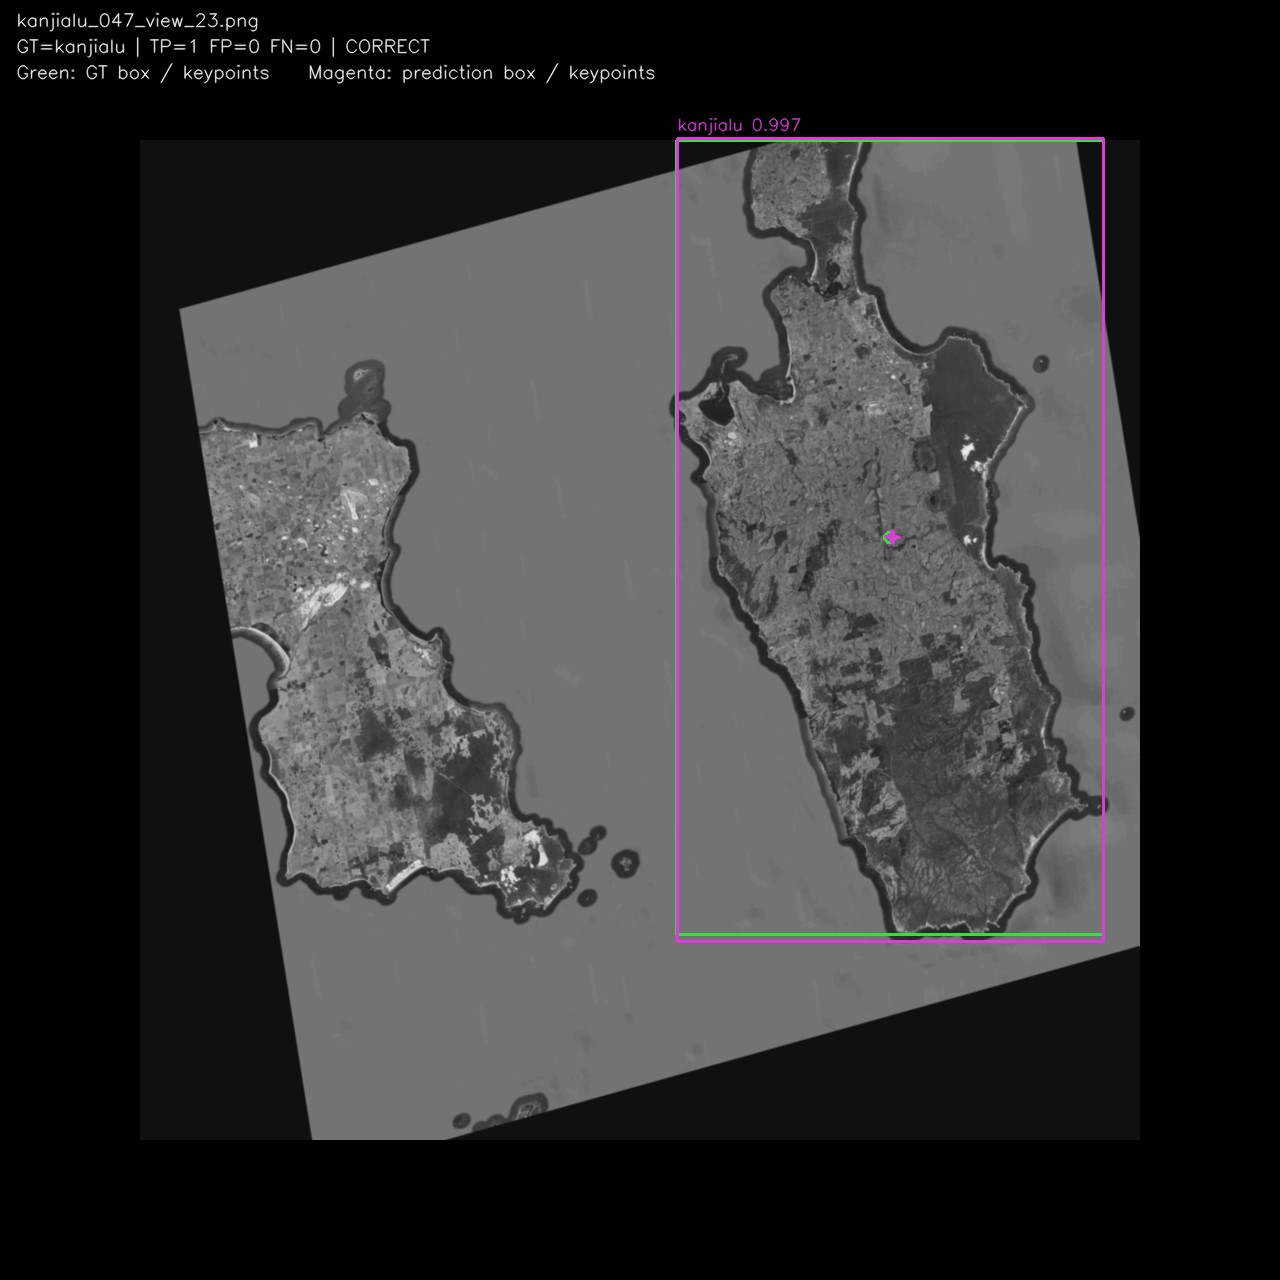 kanjialu_047_view_23.png
GT=kanjialu | TP=1 FP=0 FN=0 | CORRECT
Green: GT box / keypoints    Magenta: prediction box / keypoints
kanjialu 0.997